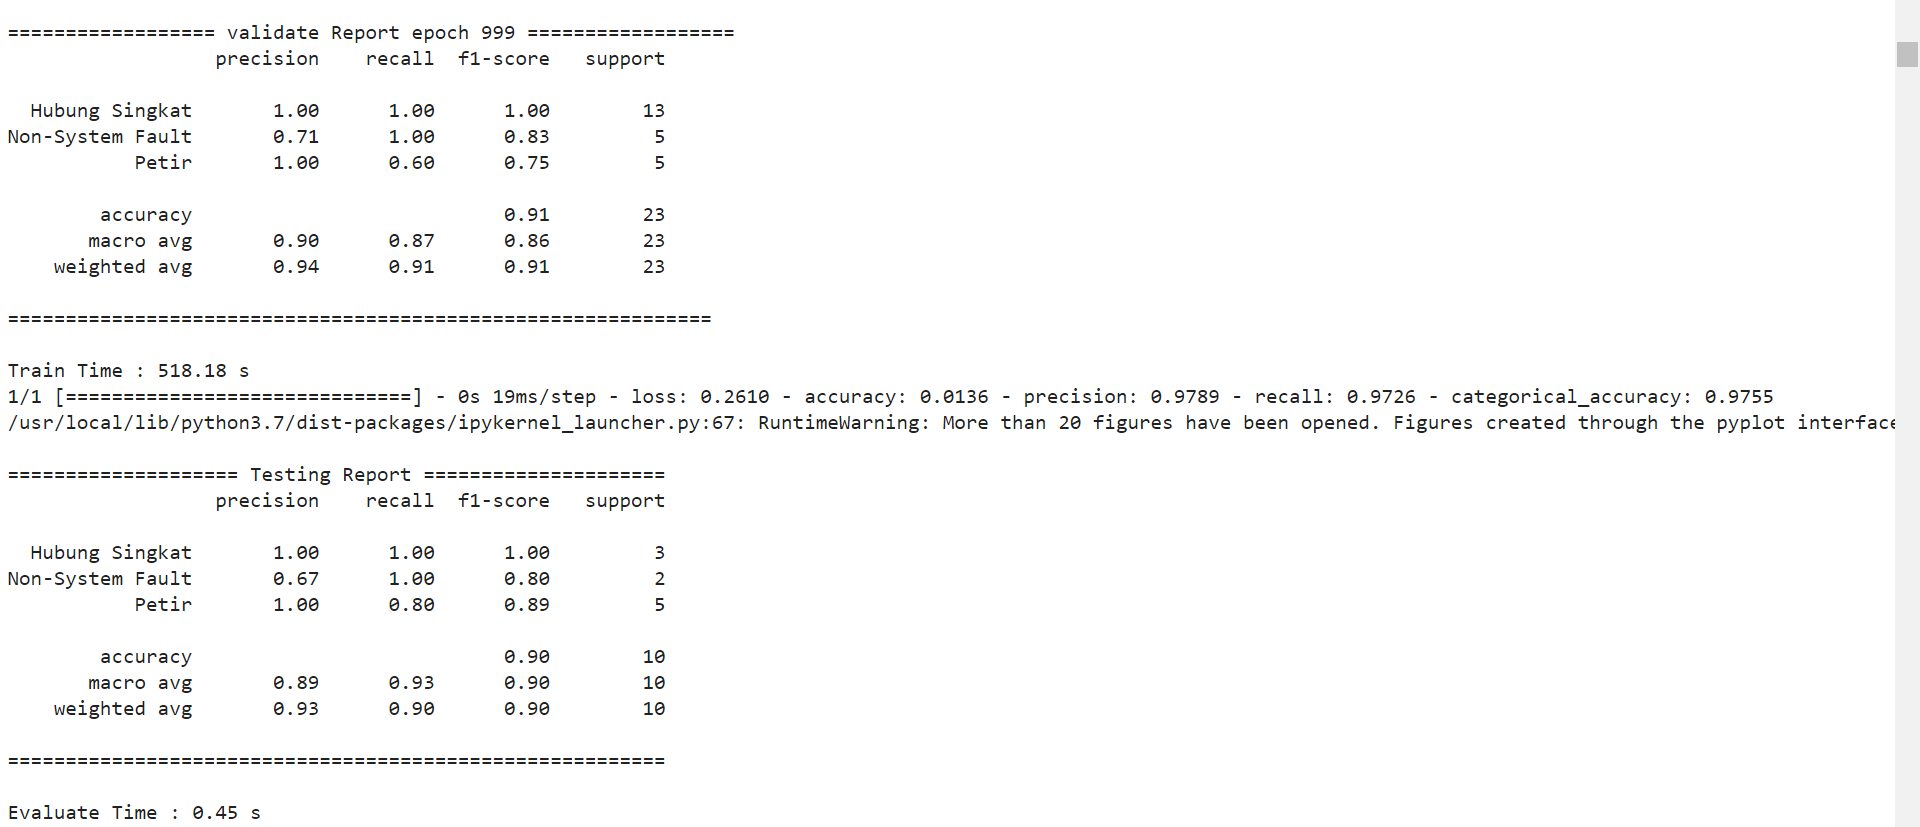 ================== validate Report epoch 999 ==================
precision recall f1-score support
Hubung Singkat 1.00 1.00 1.00 13
Non-System Fault 0.71 1.00 0.83 5
Petir 1.00 0.60 0.75 5
accuracy 0.91 23
macro avg 0.90 0.87 0.86 23
weighted avg 0.94 0.91 0.91 23
=============================================================
Train Time : 518.18 s
1/1 [==============================] - 0s 19ms/step - loss: 0.2610 - accuracy: 0.0136 - precision: 0.9789 - recall: 0.9726 - categorical_accuracy: 0.9755
/usr/local/lib/python3.7/dist-packages/ipykernel_launcher.py:67: RuntimeWarning: More than 20 figures have been opened. Figures created through the pyplot interface
==================== Testing Report =====================
precision recall f1-score support
Hubung Singkat 1.00 1.00 1.00 3
Non-System Fault 0.67 1.00 0.80 2
Petir 1.00 0.80 0.89 5
accuracy 0.90 10
macro avg 0.89 0.93 0.90 10
weighted avg 0.93 0.90 0.90 10
=========================================================
Evaluate Time : 0.45 s